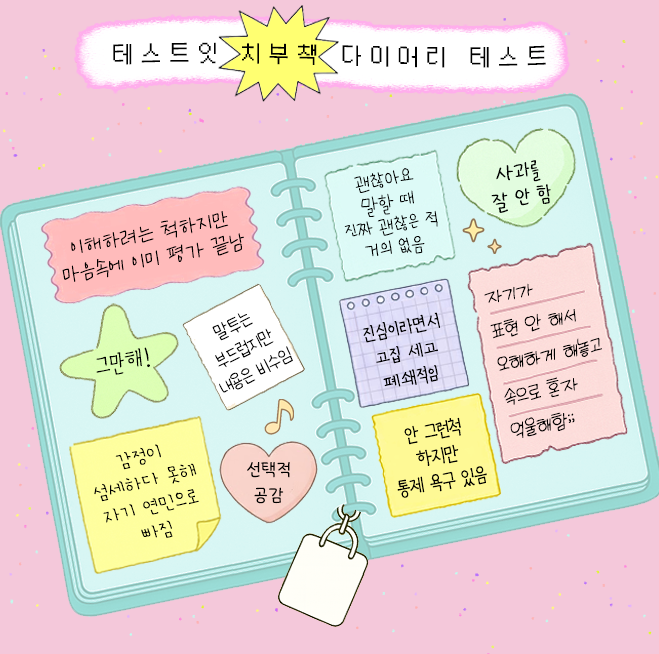 테스트잇 치부책 다이어리 테스트
이해하려는 척하지만
마음속에 이미 평가 끝남
그만해!
말투는
부드럽지만
내용은 비수임
감정이
섬세하다 못해
자기 연민으로
빠짐
선택적
공감
괜찮아요
말할 때
진짜 괜찮은 적
거의 없음
사과를
잘 안 함
진심이라면서
고집 세고
폐쇄적임
자기가
표현 안 해서
오해하게 해놓고
속으로 혼자
억울해함;;
안 그런척
하지만
통제 욕구 있음